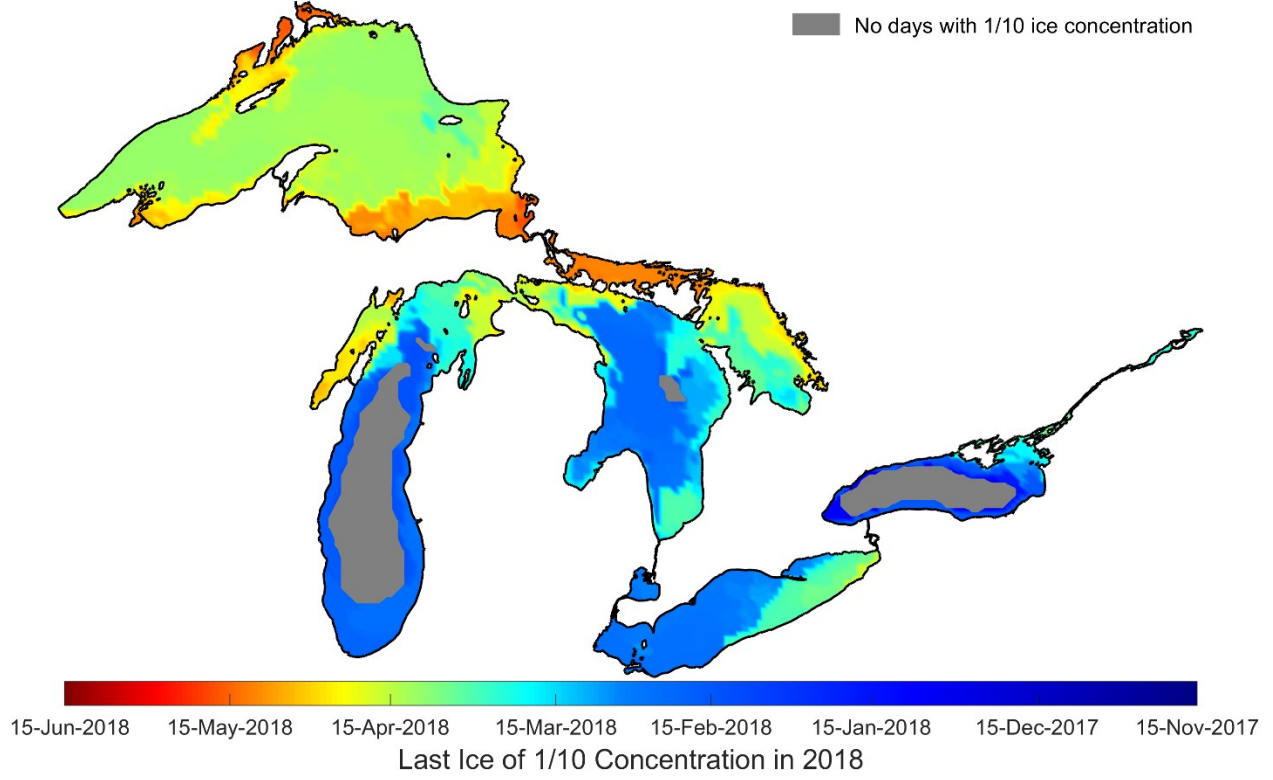 No days with 1/10 ice concentration
15-Jun-2018 15-May-2018 15-Apr-2018 15-Mar-2018 15-Feb-2018 15-Jan-2018 15-Dec-2017 15-Nov-2017
Last Ice of 1/10 Concentration in 2018